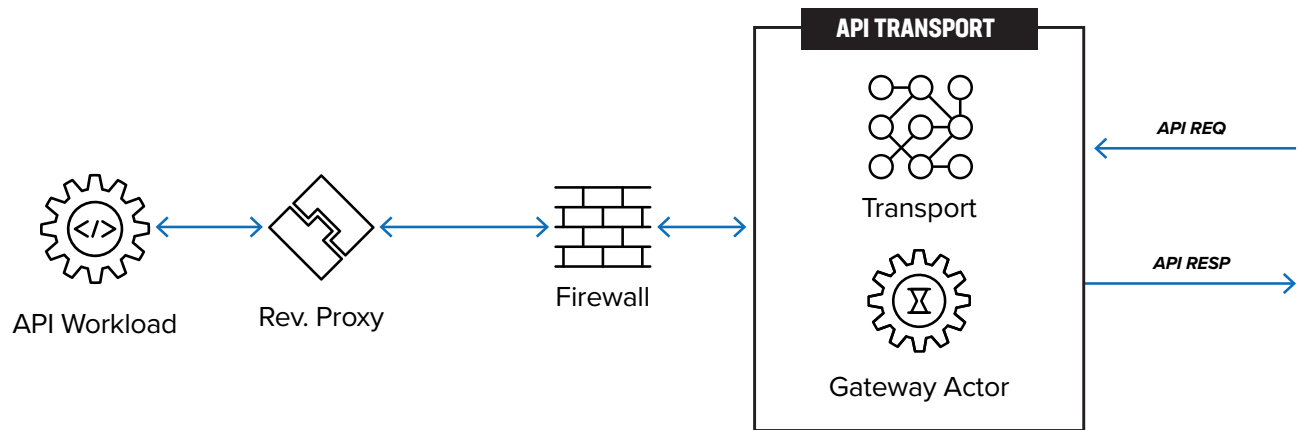 API TRANSPORT
API REQ
Transport
API RESP
Firewall
Rev. Proxy
API Workload
Gateway Actor